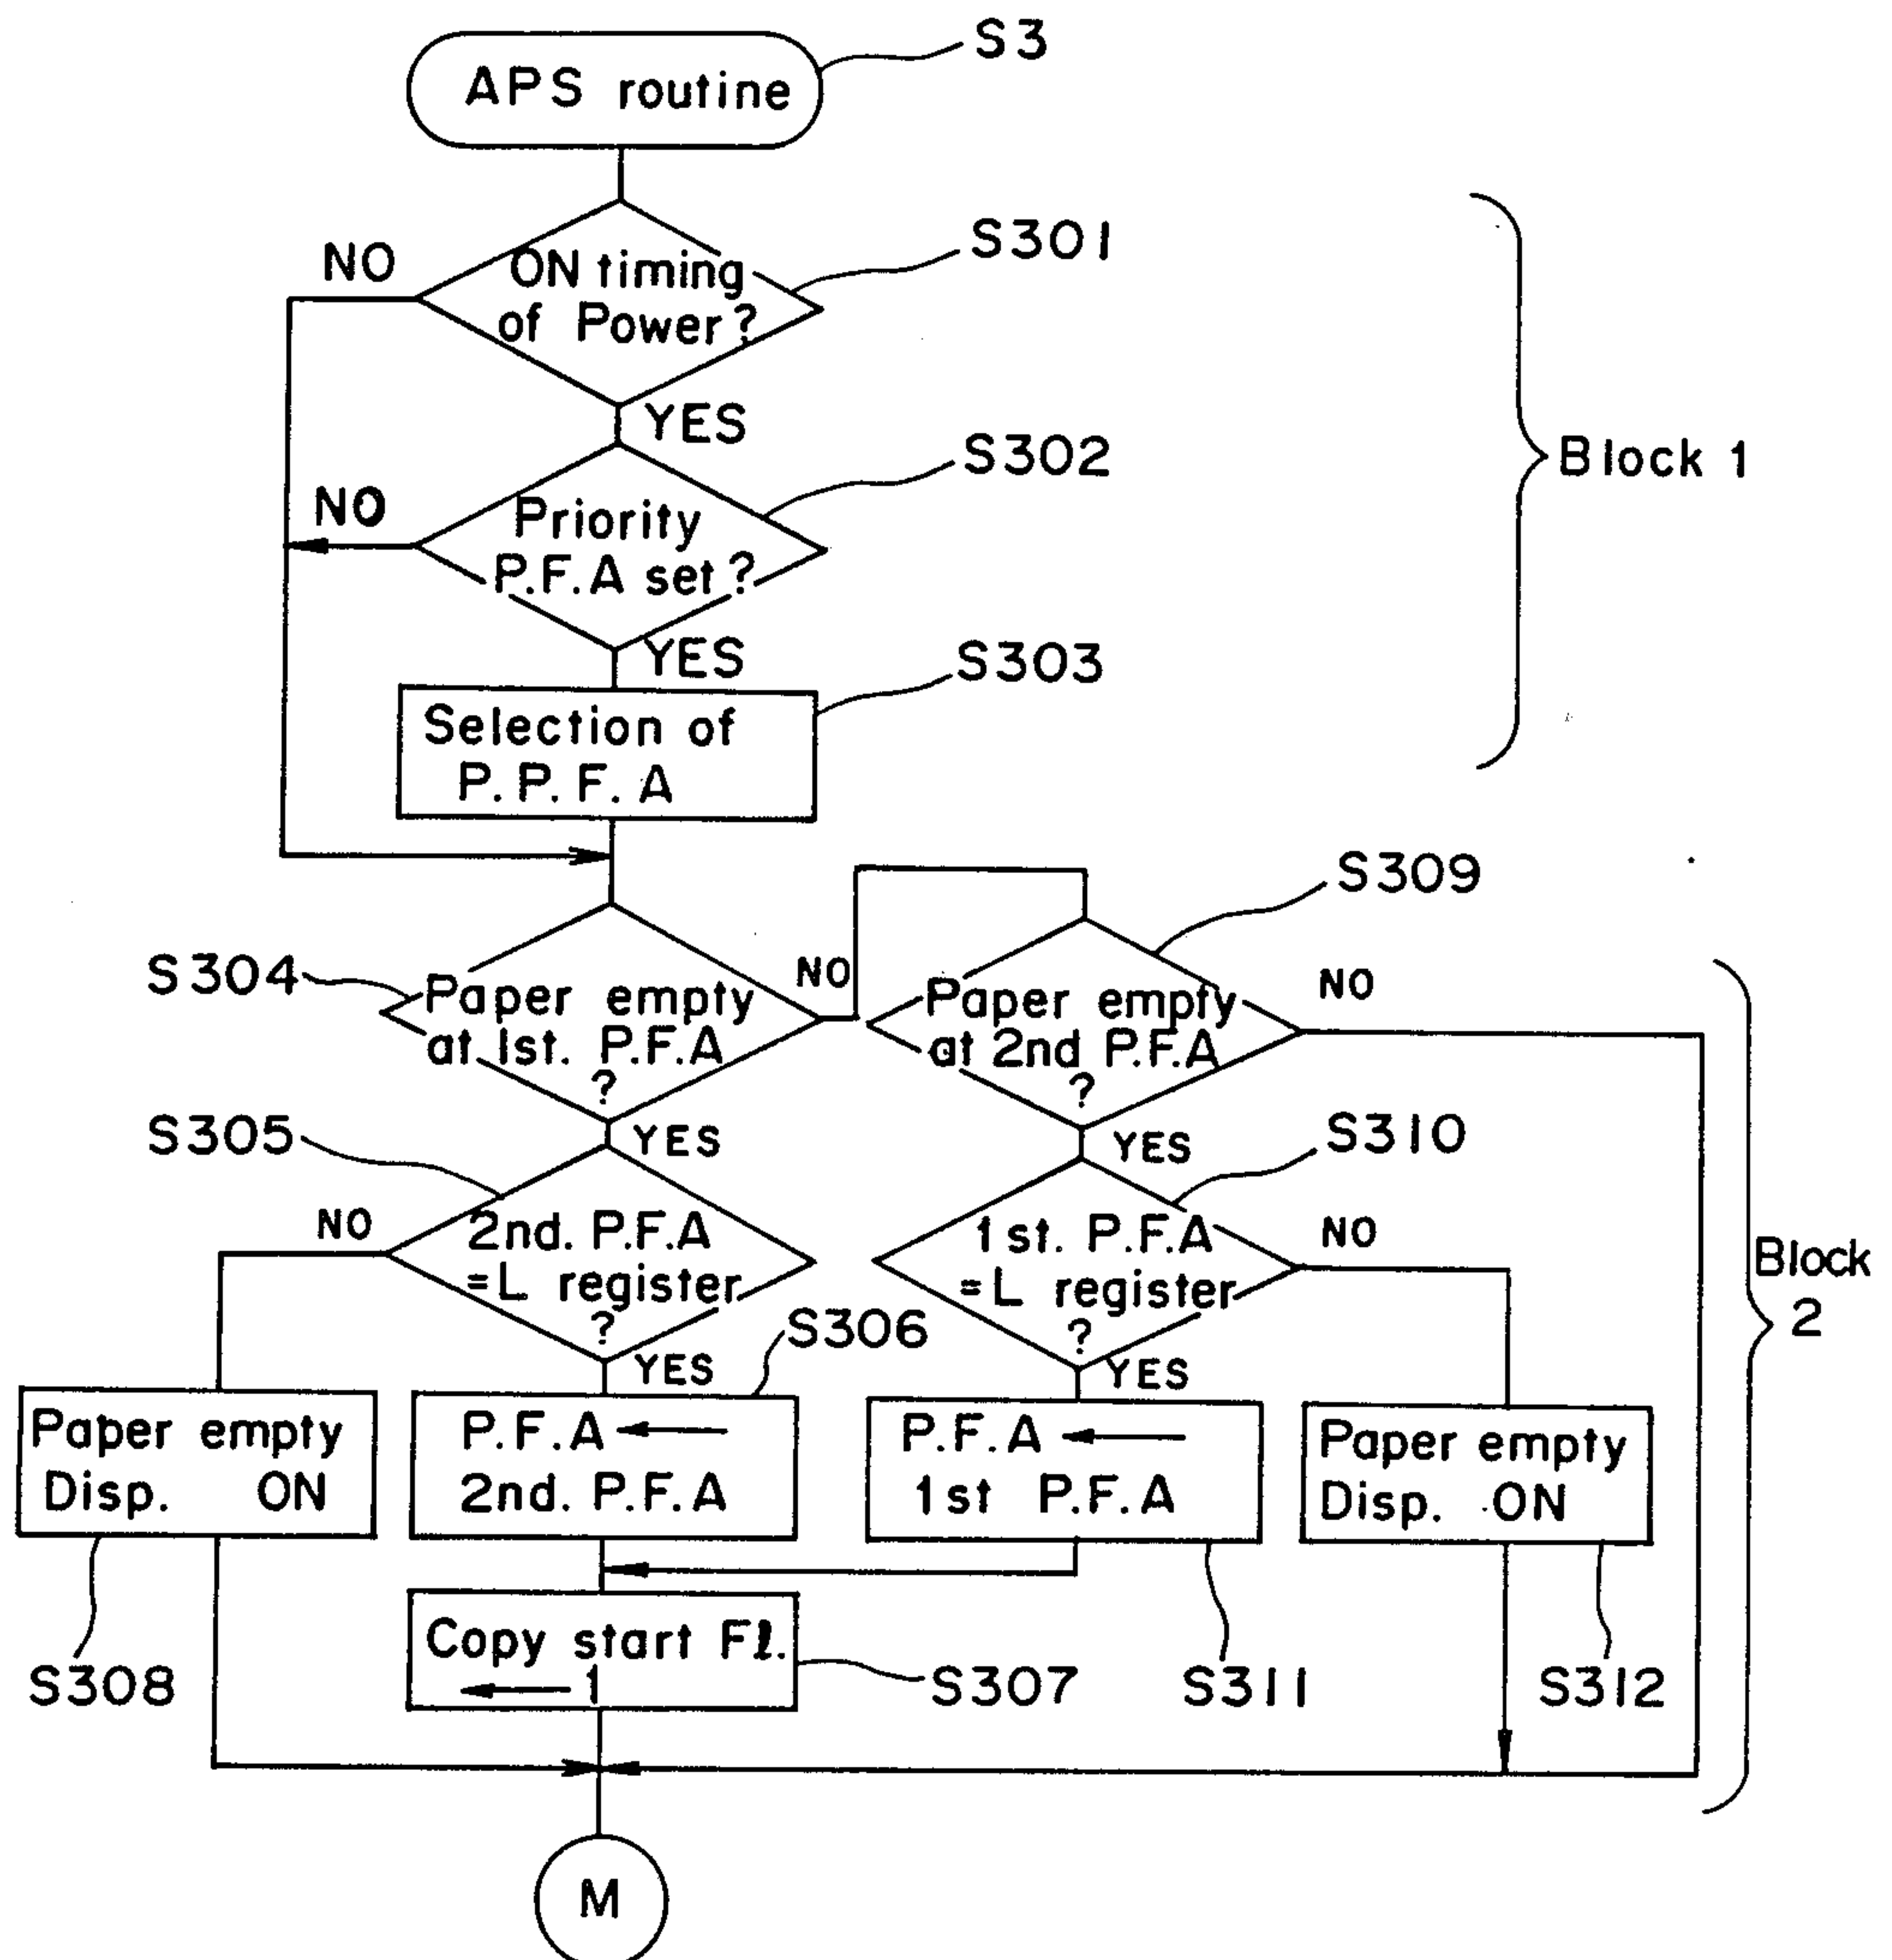 S3
APS routine
S301
NO
ON timing
of Power?
Block 1
YES
S302
NO
Priority
P.F.A set?
YES
S303
Selection of
P. P. F. A
S309
S304
NO
NO
Paper empty
at 1st. P.F.A
?
Paper empty
at 2nd P.F.A
?
S305
YES
YES
S310
NO
2nd. P.F.A
=L register
?
1st. P.F.A
=L register
?
NO
Block
2
YES
S306
YES
Paper empty
Disp. ON
P.F.A ←
2nd. P.F.A
P.F.A ←
1st P.F.A
Paper empty
Disp. ON
Copy start Fℓ.
← 1
S308
S307
S311
S312
M